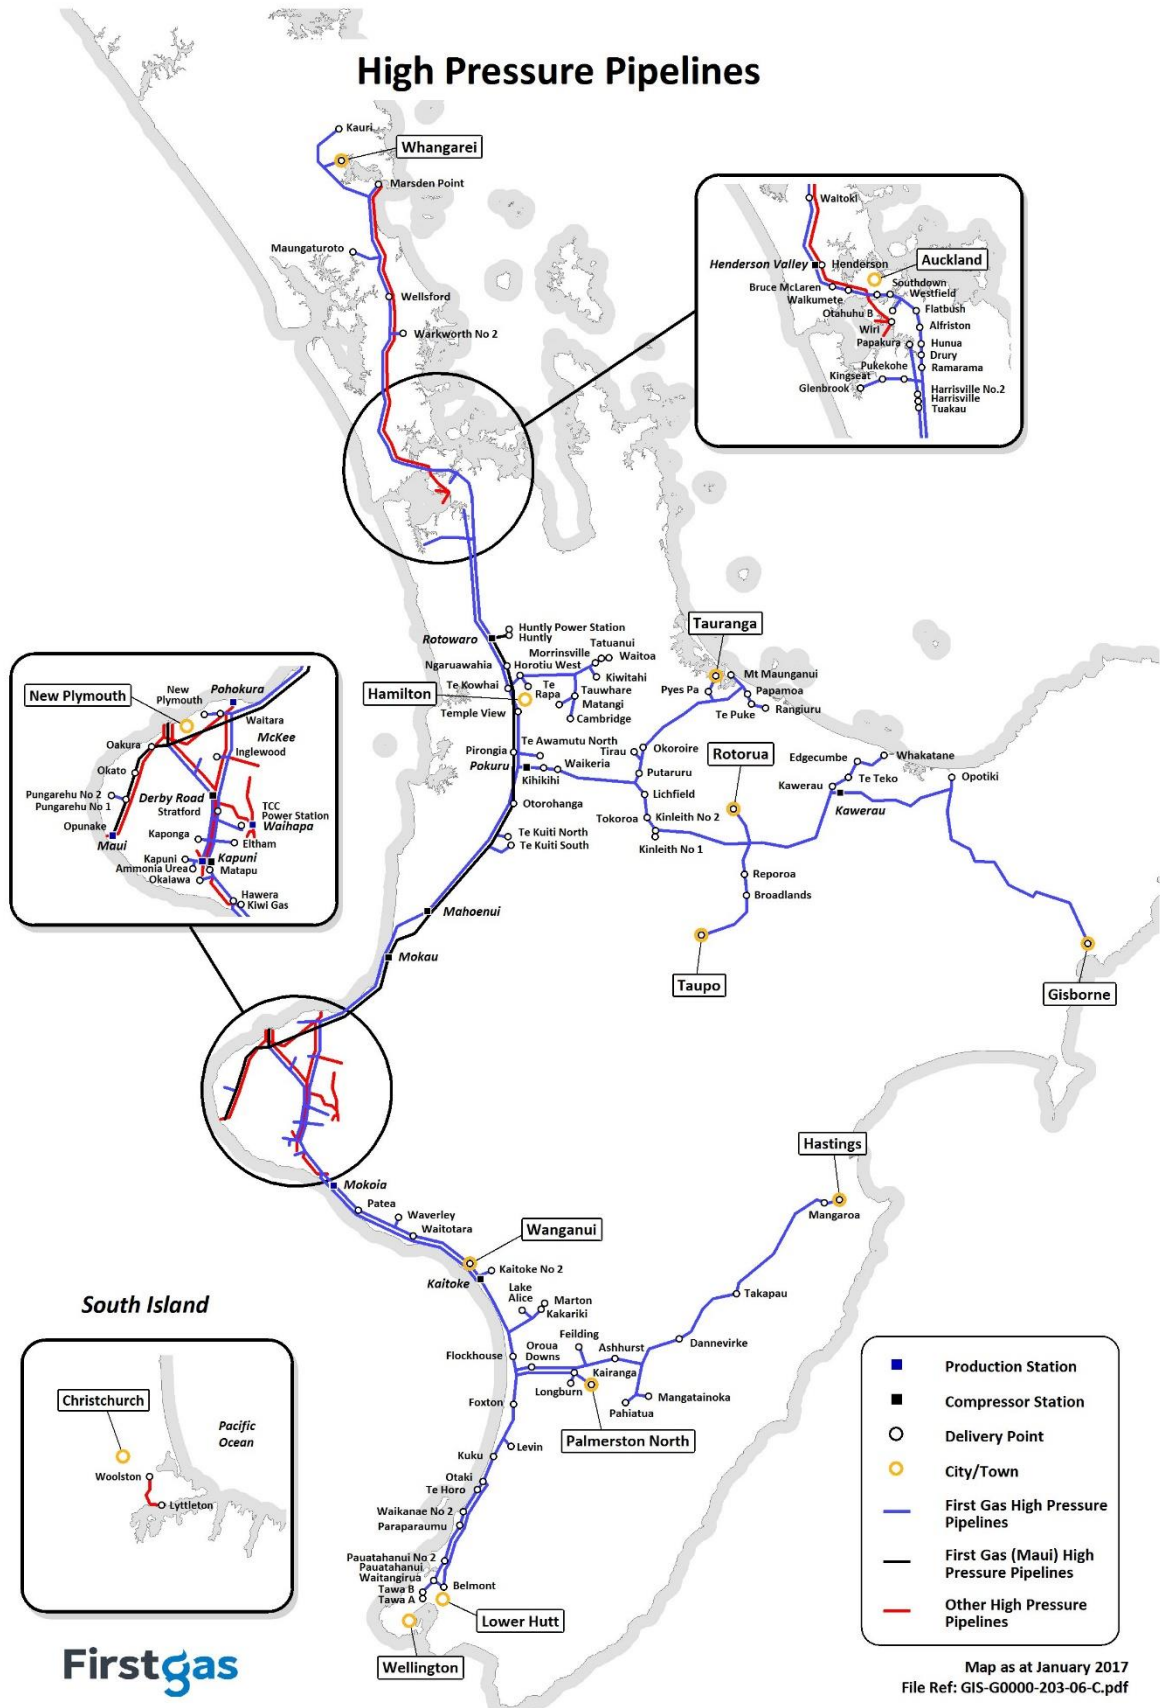 High Pressure Pipelines
Kauri
Whangarei
Marsden Point
Maungaturoto
Wellsford
Warkworth No 2
Waitoki
Henderson Valley
Henderson
Auckland
Bruce McLaren
Southdown
Waikumete
Westfield
Otahuhu B
Flatbush
Wiri
Alfriston
Papakura
Hunua
Drury
Pukekohe
Ramarama
Kingseat
Glenbrook
Harrisville No.2
Harrisville
Tuakau
Huntly Power Station
Huntly
Rotowaro
Tatuanui
Morrinsville
Waitoa
Ngaruawahia
Horotiu West
Kiwitahi
Te Kowhai
Te
Rapa
Tauwhare
Hamilton
Matangi
Temple View
Cambridge
Tauranga
Mt Maunganui
Pyes Pa
Papamoa
Te Puke
Rangiuru
Te Awamutu North
Pirongia
Tirau
Okoroire
Rotorua
Pokuru
Waikeria
Kihikihi
Putaruru
Edgecumbe
Whakatane
Te Teko
Opotiki
Kawerau
Kawerau
Otorohanga
Lichfield
Tokoroa
Kinleith No 2
Kinleith No 1
Te Kuiti North
Te Kuiti South
Reporoa
Broadlands
Taupo
Gisborne
Mahoenui
Mokau
New Plymouth
New
Plymouth
Pohokura
Waitara
McKee
Oakura
Inglewood
Okato
Pungarehu No 2
Pungarehu No 1
Derby Road
Stratford
TCC
Power Station
Opunake
Waihapa
Maui
Kaponga
Eltham
Kapuni
Kapuni
Ammonia Urea
Matapu
Okaiawa
Hawera
Kiwi Gas
Hastings
Mangaroa
Mokoia
Patea
Waverley
Waitotara
Wanganui
Kaitoke No 2
Kaitoke
Lake
Alice
Marton
Kakariki
Takapau
Feilding
Dannevirke
Oroua
Downs
Ashhurst
Flockhouse
Kairanga
Longburn
Mangatainoka
Foxton
Pahiatua
Palmerston North
Levin
Kuku
Otaki
Te Horo
Waikanae No 2
Paraparaumu
Pauatahanui No 2
Pauatahanui
Waitangirua
Belmont
Tawa B
Tawa A
Lower Hutt
Wellington
South Island
Christchurch
Pacific
Ocean
Woolston
Lyttleton
Production Station
Compressor Station
Delivery Point
City/Town
First Gas High Pressure
Pipelines
First Gas (Maui) High
Pressure Pipelines
Other High Pressure
Pipelines
Firstgas
Map as at January 2017
File Ref: GIS-G0000-203-06-C.pdf